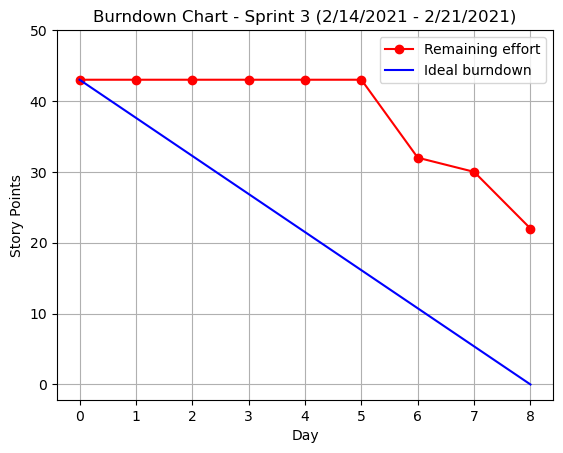 Burndown Chart - Sprint 3 (2/14/2021 - 2/21/2021)
Remaining effort
Ideal burndown
Story Points
50
40
30
20
10
0
0 1 2 3 4 5 6 7 8
Day